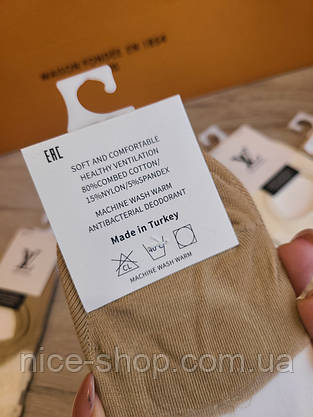 MAISON FONDÉE EN 1854
EAC
SOFT AND COMFORTABLE
HEALTHY VENTILATION
80%COMBED COTTON/
15%NYLON/5%SPANDEX
MACHINE WASH WARM
ANTIBACTERIAL DEODORANT
Made in Turkey
CL
MACHINE WASH WARM
LV
nice-shop.com.ua